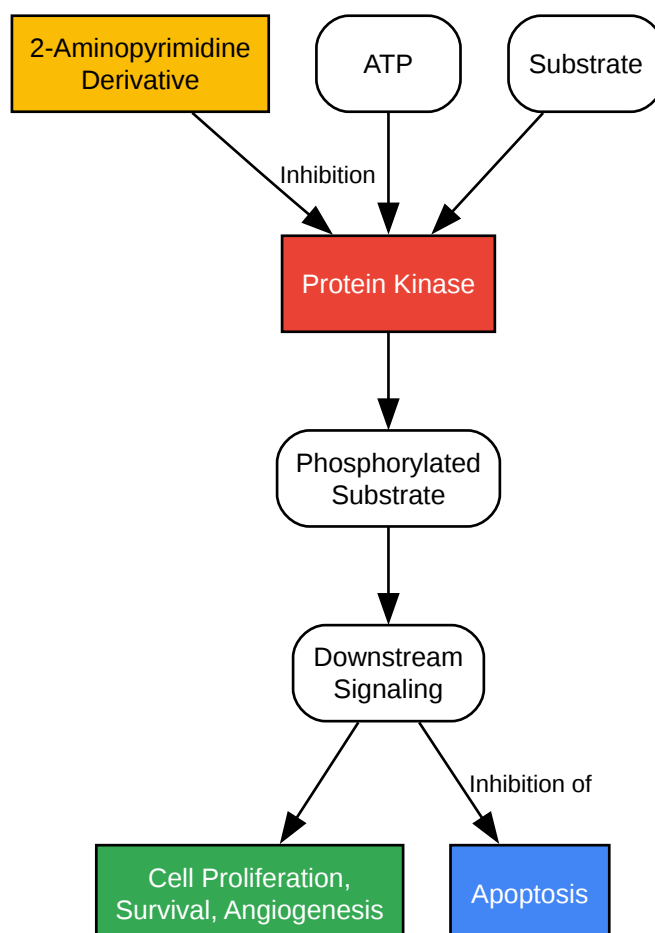 2-Aminopyrimidine
Derivative
ATP
Substrate
Inhibition
Protein Kinase
Phosphorylated
Substrate
Downstream
Signaling
Inhibition of
Cell Proliferation,
Survival, Angiogenesis
Apoptosis